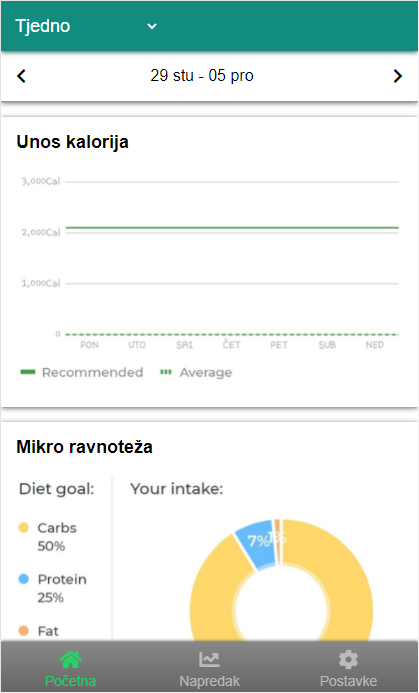 Tjedno
29 stu - 05 pro
Unos kalorija
3,000Cal
2,000Cal
1,000Cal
0
PON UTO SRI ČET PET SUB NED
Recommended Average
Mikro ravnoteža
Diet goal: Your intake:
Carbs
50%
7% 1%
Protein
25%
Fat
Početna Napredak Postavke